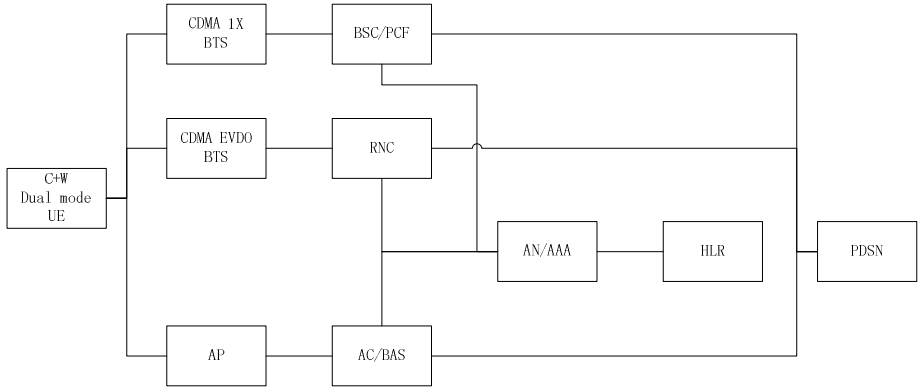 CDMA 1X
BTS
BSC/PCF
CDMA EVDO
BTS
RNC
C+W
Dual mode
UE
AN/AAA
HLR
PDSN
AP
AC/BAS